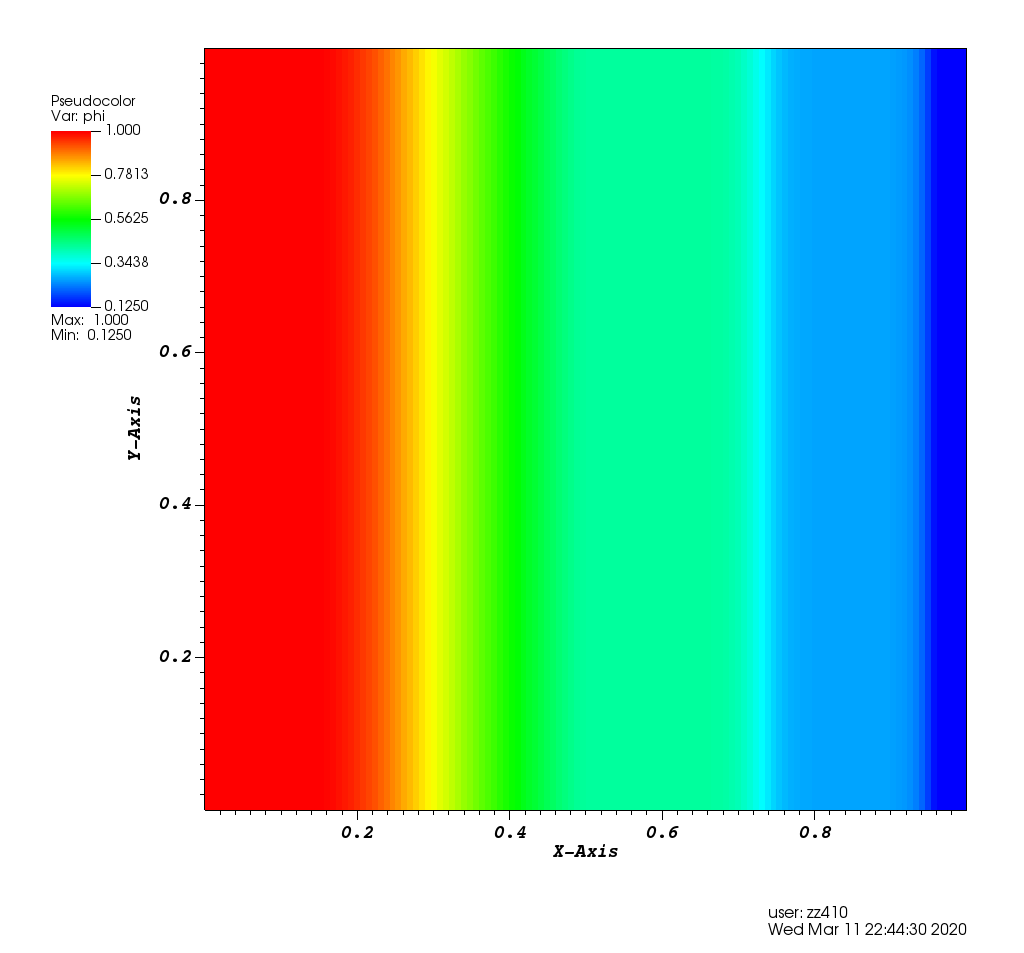 Pseudocolor
Var: phi
1.000
0.7813
0.5625
0.3438
0.1250
Max: 1.000
Min: 0.1250
0.8
0.6
0.4
0.2
Y-Axis
0.2 0.4 0.6 0.8
X-Axis
user: zz410
Wed Mar 11 22:44:30 2020